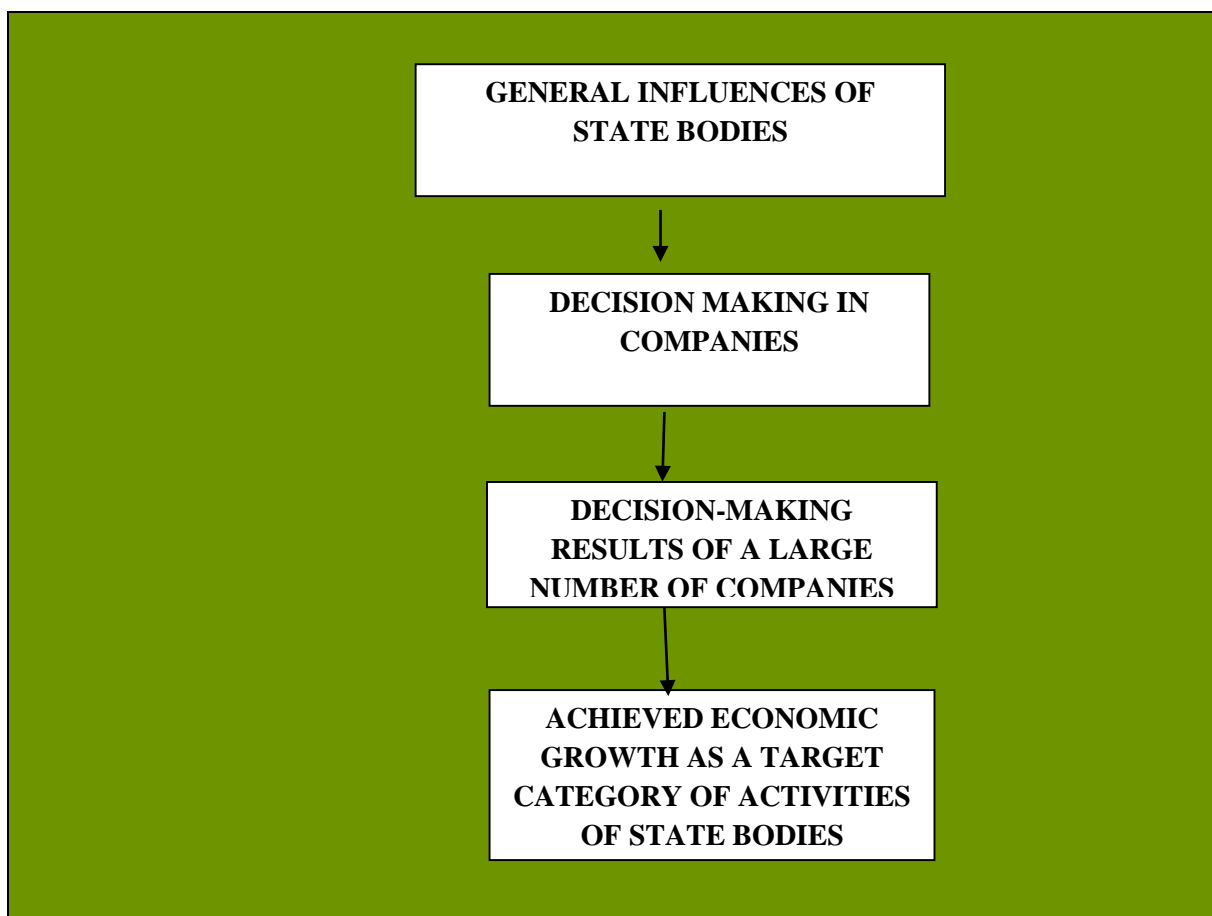 GENERAL INFLUENCES OF
STATE BODIES
DECISION MAKING IN
COMPANIES
DECISION-MAKING
RESULTS OF A LARGE
NUMBER OF COMPANIES
ACHIEVED ECONOMIC
GROWTH AS A TARGET
CATEGORY OF ACTIVITIES
OF STATE BODIES